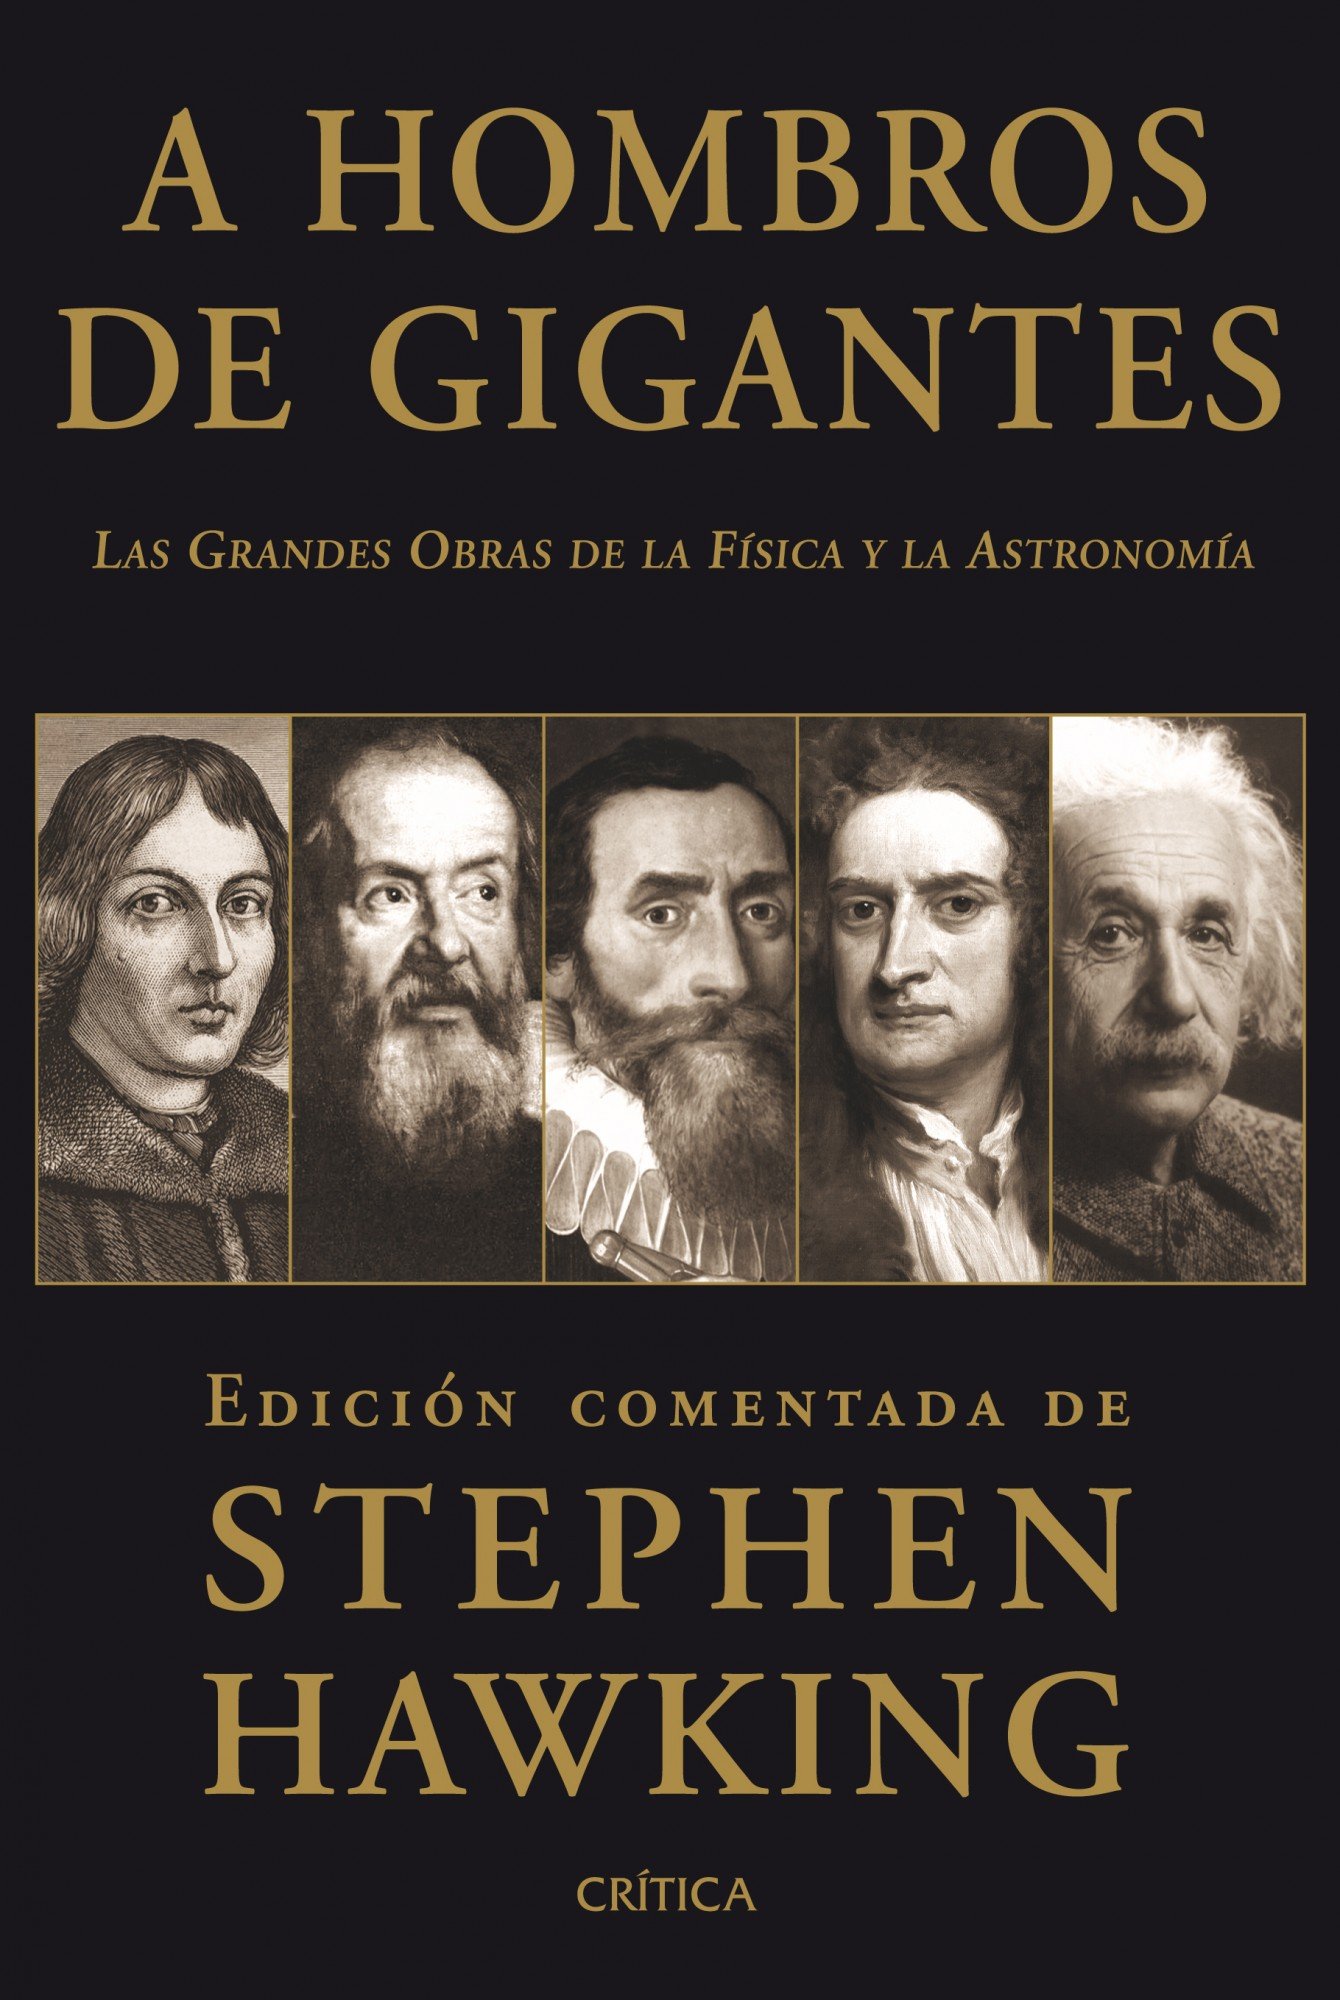 A HOMBROS
DE GIGANTES
LAS GRANDES OBRAS DE LA FÍSICA Y LA ASTRONOMÍA
EDICIÓN COMENTADA DE
STEPHEN
HAWKING
CRÍTICA